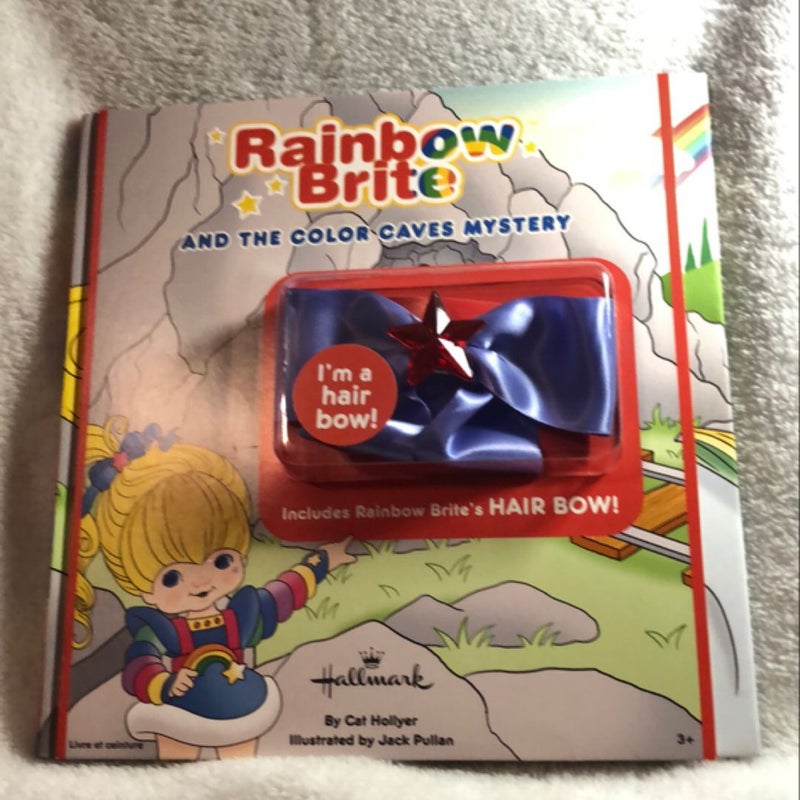 Rainbow
Brite
AND THE COLOR CAVES MYSTERY
I'm a
hair
bow!
Includes Rainbow Brite's HAIR BOW!
Hallmark
By Cat Hollyer
Illustrated by Jack Pullan
Livre et ceinture
3+